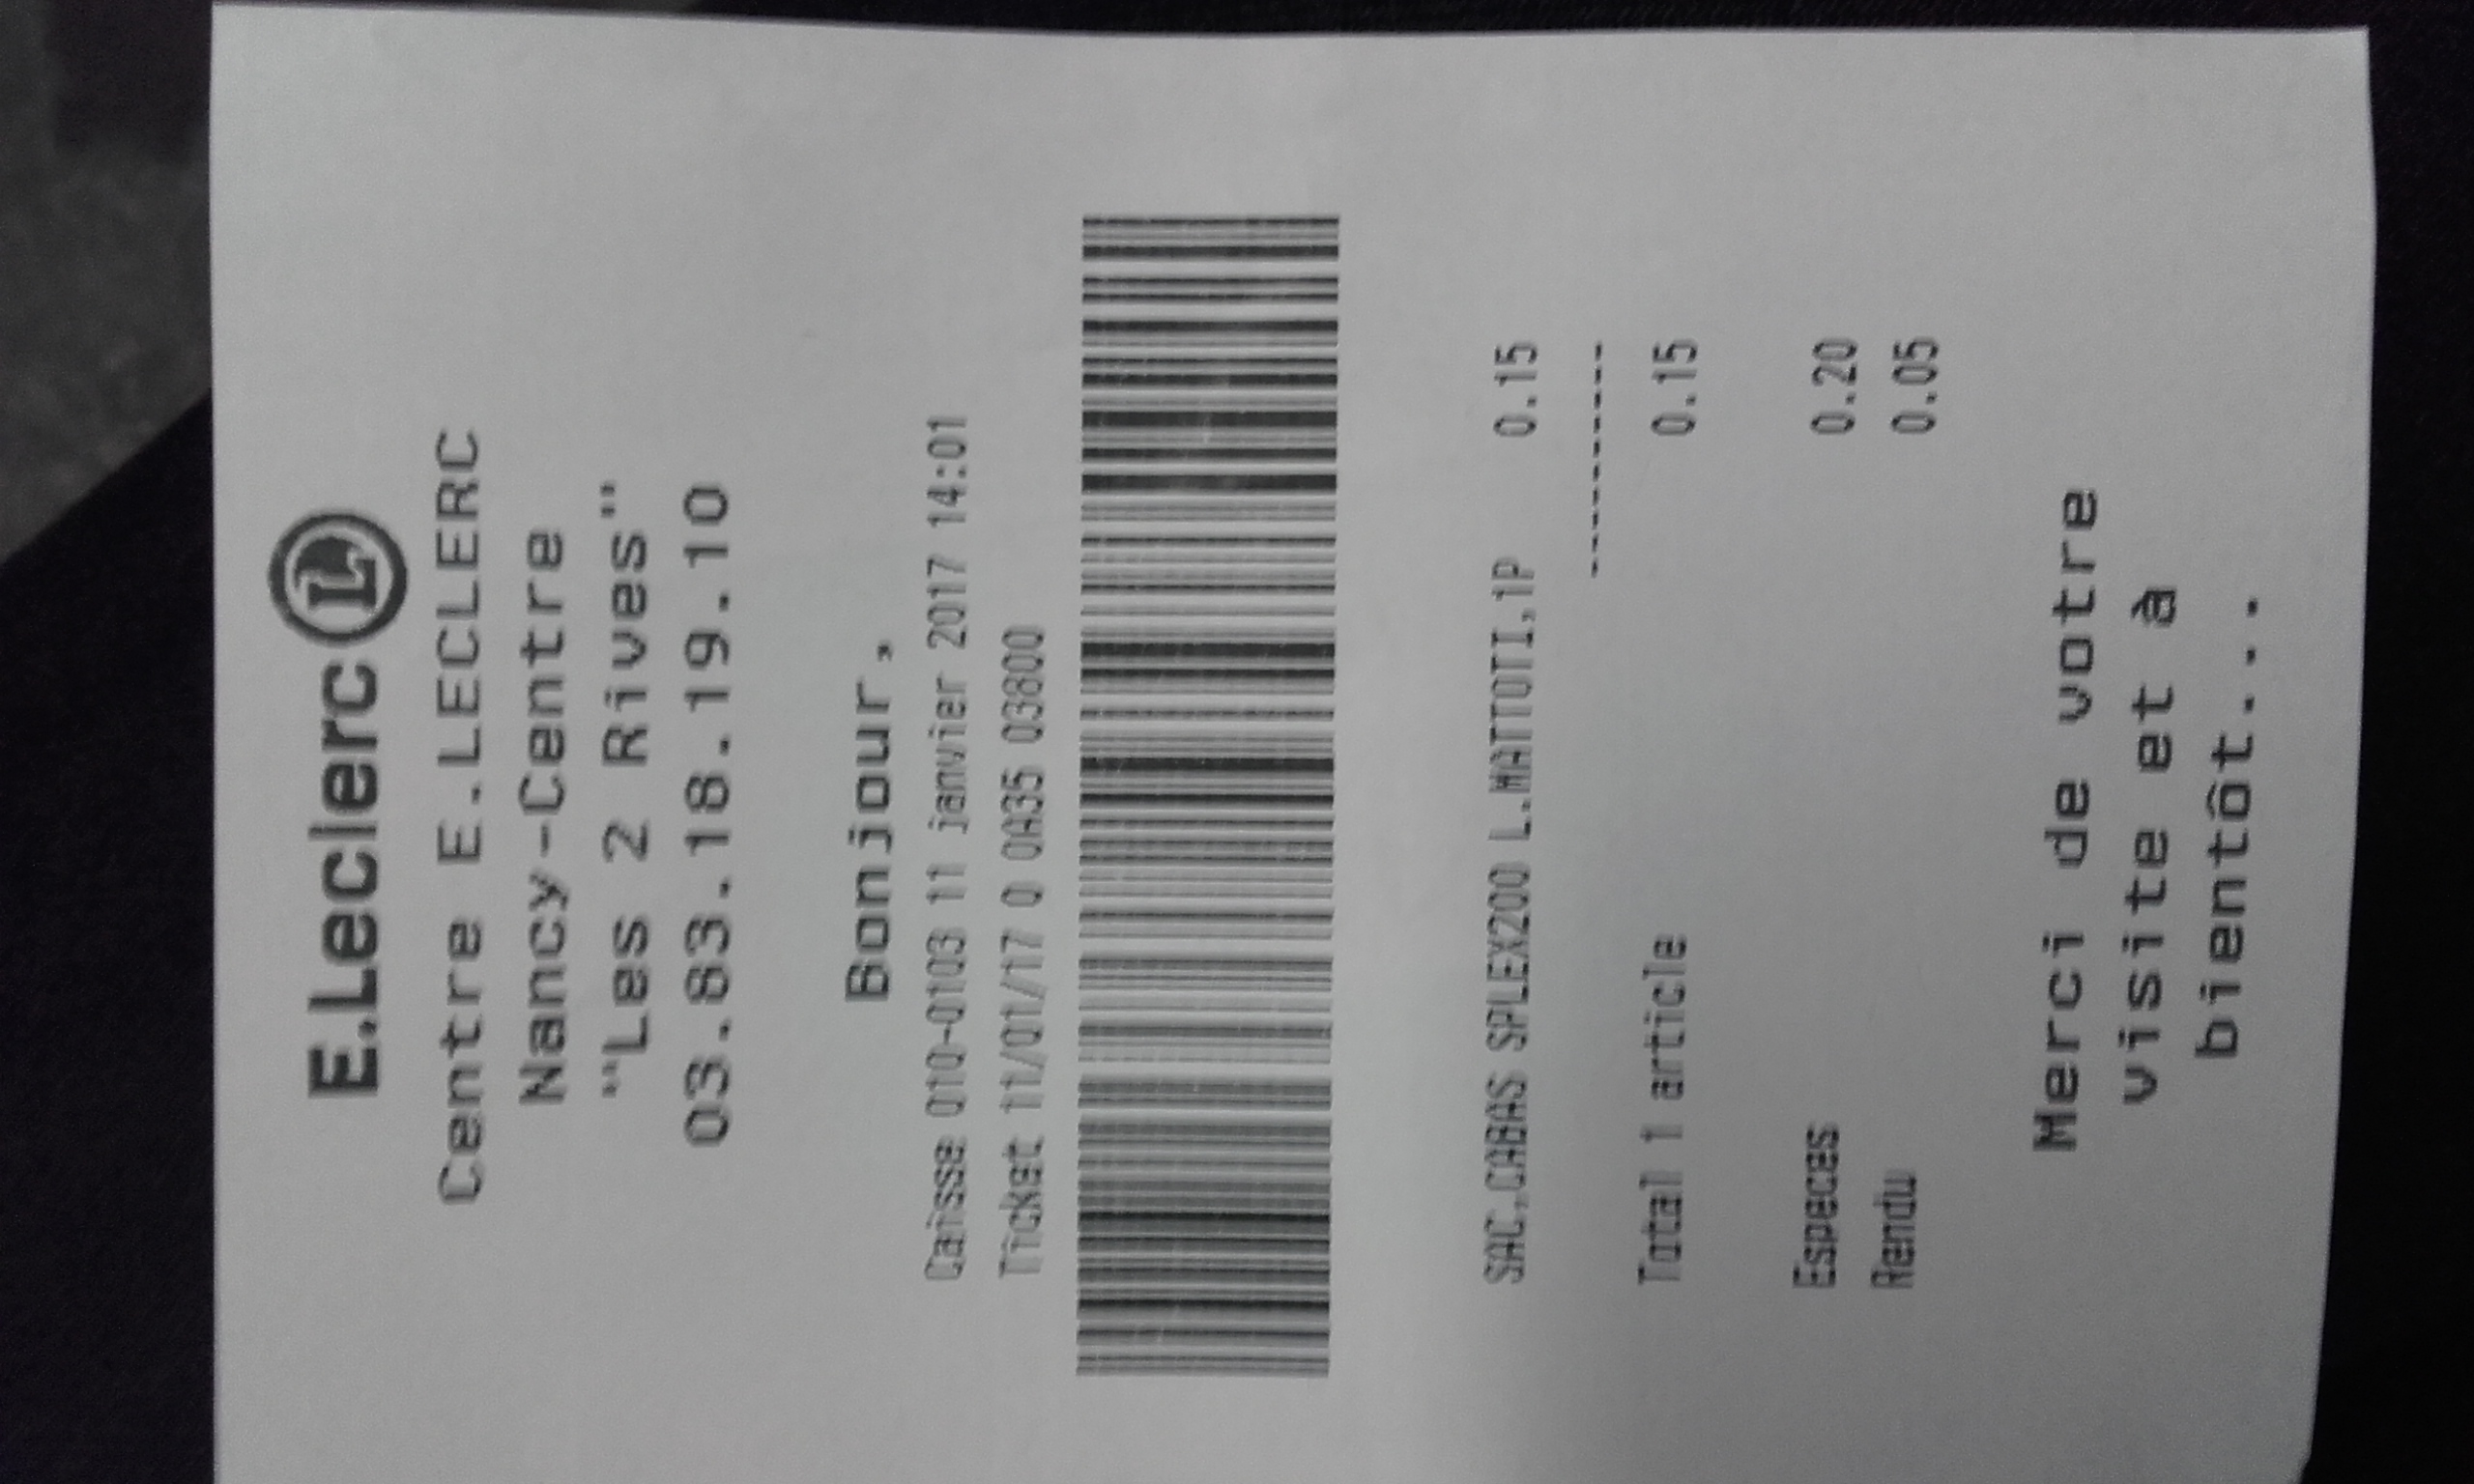 E.Leclerc L
Centre E.LECLERC
Nancy-Centre
"Les 2 Rives"
03.83.18.19.10
Bonjour,
Caisse 010-0103 11 janvier 2017 14:01
Ticket 11/01/17 0 0A35 03800
SAC,CABAS SPLEX200 L.MATTOTI,1P 0.15
----------
Total 1 article 0.15
Especes 0.20
Rendu 0.05
Merci de votre
visite et à
bientôt...